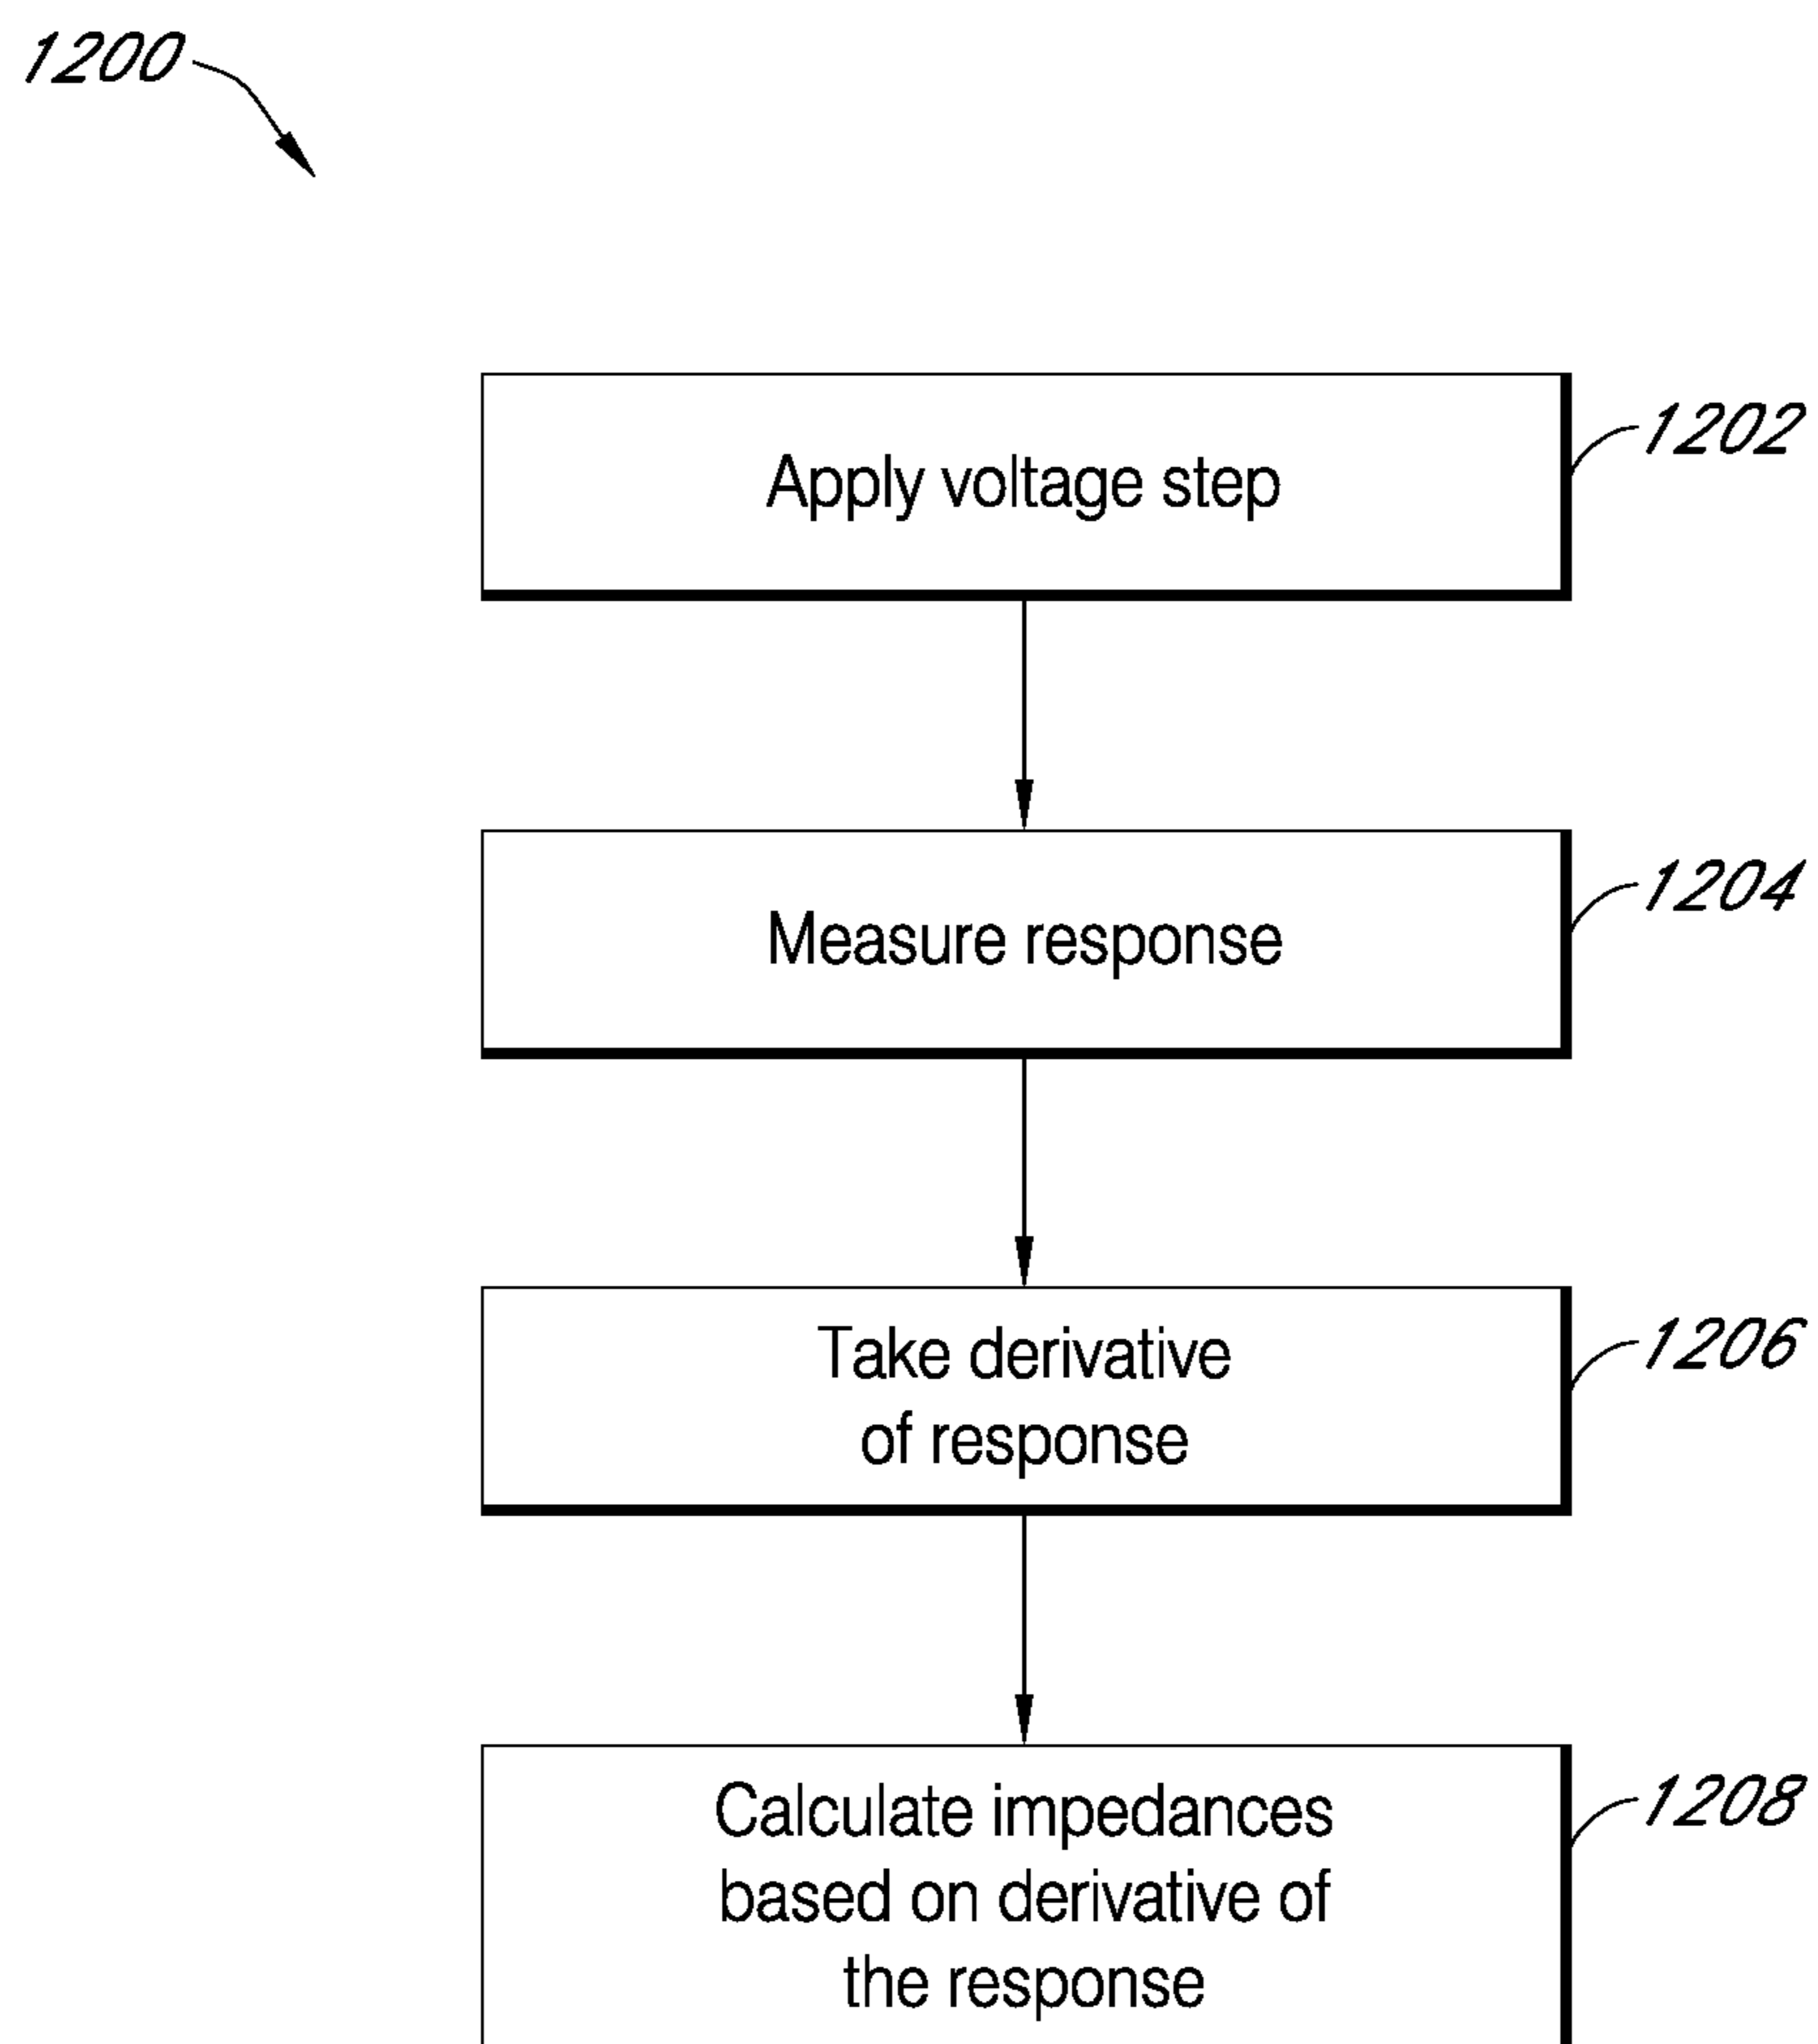 1200
Apply voltage step
1202
Measure response
1204
Take derivative
of response
1206
Calculate impedances
based on derivative of
the response
1208